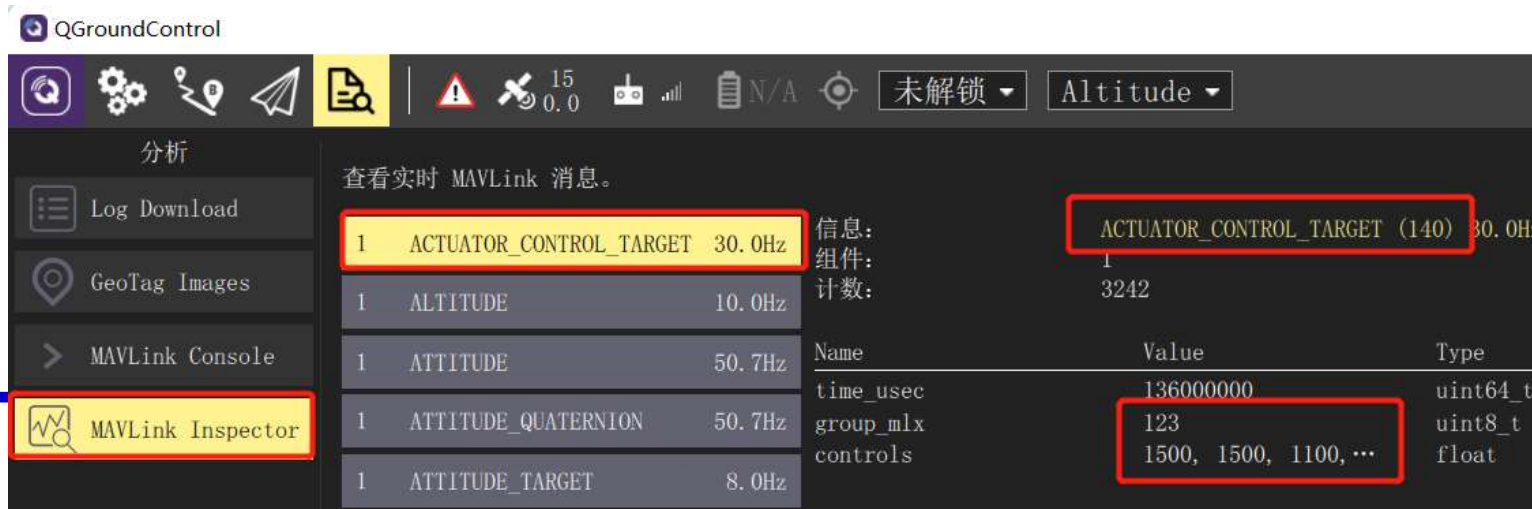 QGroundControl
15
0.0
N/A
未解锁
Altitude
分析
Log Download
GeoTag Images
MAVLink Console
MAVLink Inspector
查看实时 MAVLink 消息。
1 ACTUATOR_CONTROL_TARGET 30.0Hz
1 ALTITUDE 10.0Hz
1 ATTITUDE 50.7Hz
1 ATTITUDE_QUATERNION 50.7Hz
1 ATTITUDE_TARGET 8.0Hz
信息: ACTUATOR_CONTROL_TARGET (140) 30.0H
组件: 1
计数: 3242
Name Value Type
time_usec 136000000 uint64_t
group_mlx 123 uint8_t
controls 1500, 1500, 1100,… float